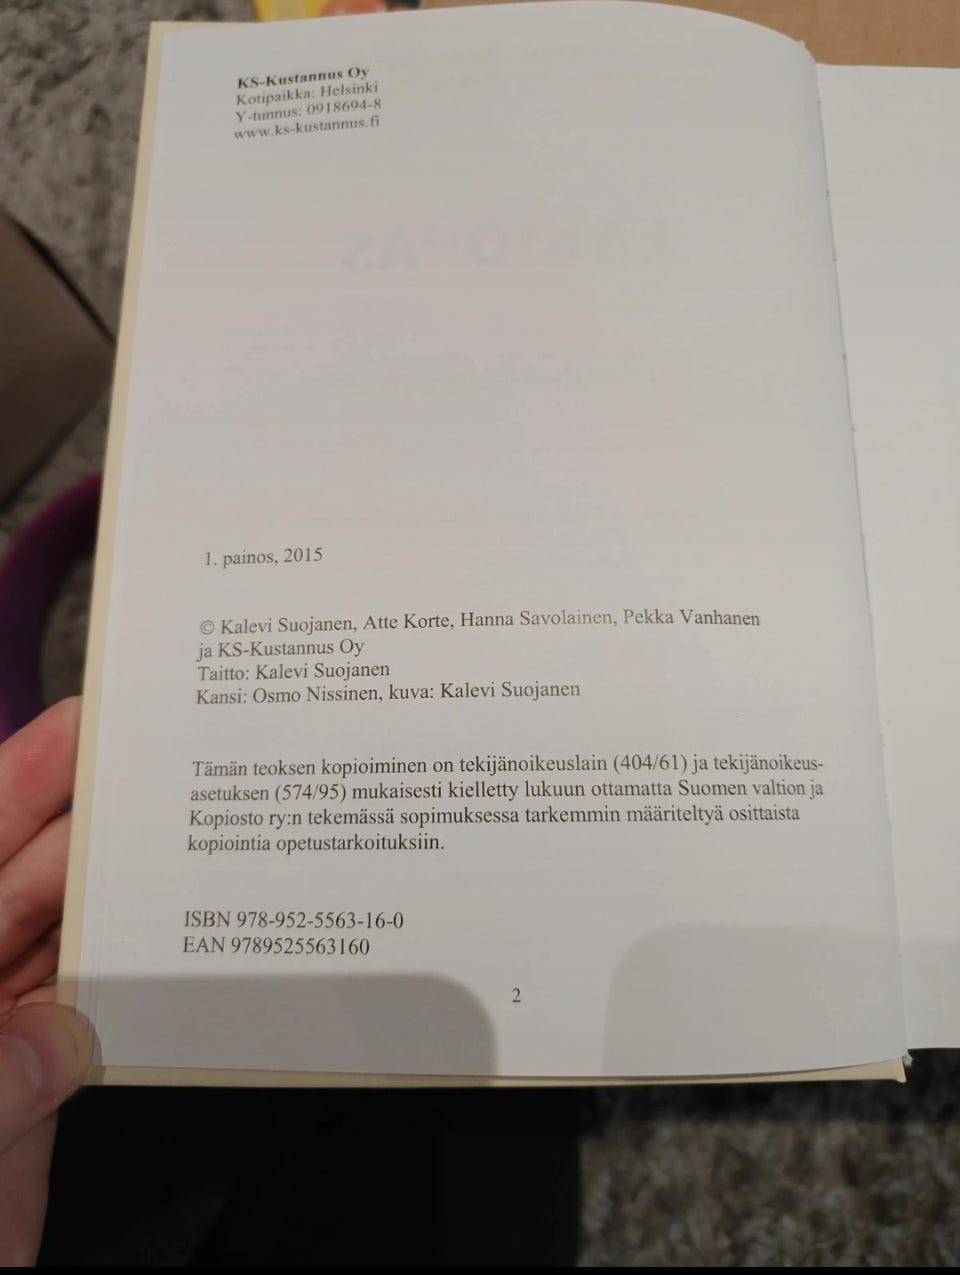 KS-Kustannus Oy
Kotipaikka: Helsinki
Y-tunnus: 0918694-8
www.ks-kustannus.fi
1. painos, 2015
© Kalevi Suojanen, Atte Korte, Hanna Savolainen, Pekka Vanhanen
ja KS-Kustannus Oy
Taitto: Kalevi Suojanen
Kansi: Osmo Nissinen, kuva: Kalevi Suojanen
Tämän teoksen kopioiminen on tekijänoikeuslain (404/61) ja tekijänoikeus-
asetuksen (574/95) mukaisesti kielletty lukuun ottamatta Suomen valtion ja
Kopiosto ry:n tekemässä sopimuksessa tarkemmin määriteltyä osittaista
kopiointia opetustarkoituksiin.
ISBN 978-952-5563-16-0
EAN 9789525563160
2